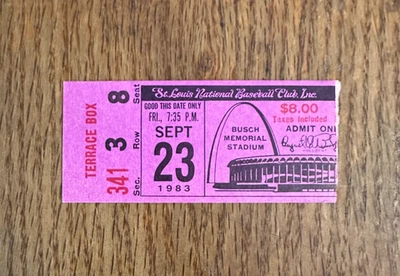 TERRACE BOX
341 3 8
Sec. Row Seat
St. Louis National Baseball Club, Inc.
GOOD THIS DATE ONLY
FRI., 7:35 P.M.
SEPT
23
1983
BUSCH
MEMORIAL
STADIUM
$8.00
Taxes included
ADMIT ON